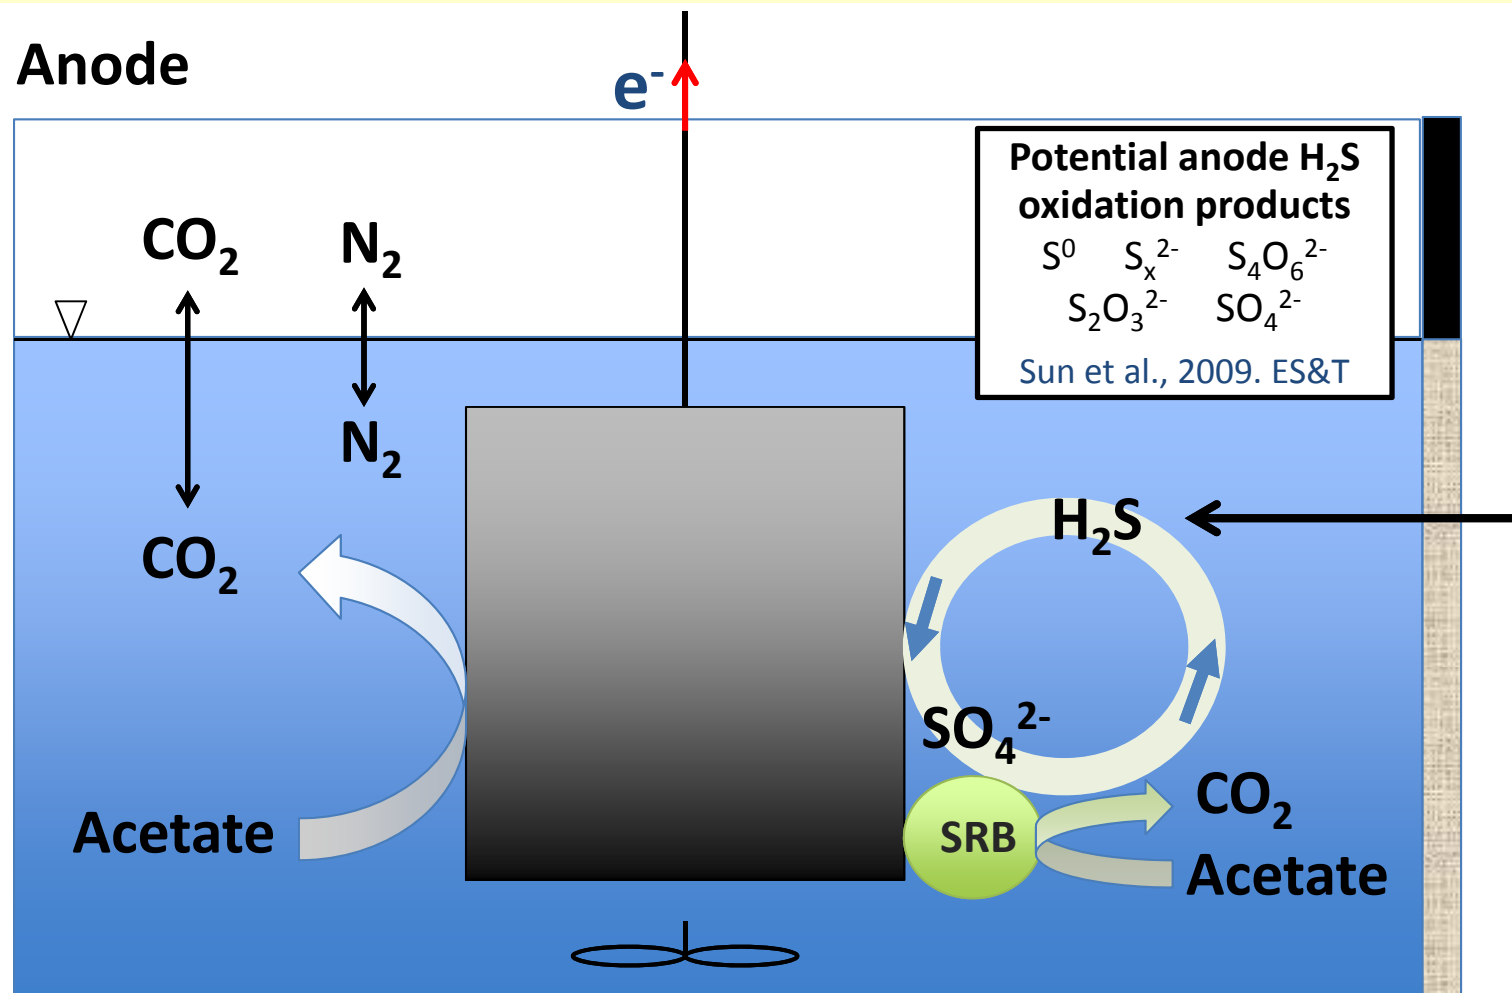 Anode
e⁻
Potential anode H₂S
oxidation products
S⁰ Sₓ²⁻ S₄O₆²⁻
S₂O₃²⁻ SO₄²⁻
Sun et al., 2009. ES&T
CO₂ N₂
N₂
CO₂
H₂S
SO₄²⁻
Acetate
SRB
CO₂
Acetate